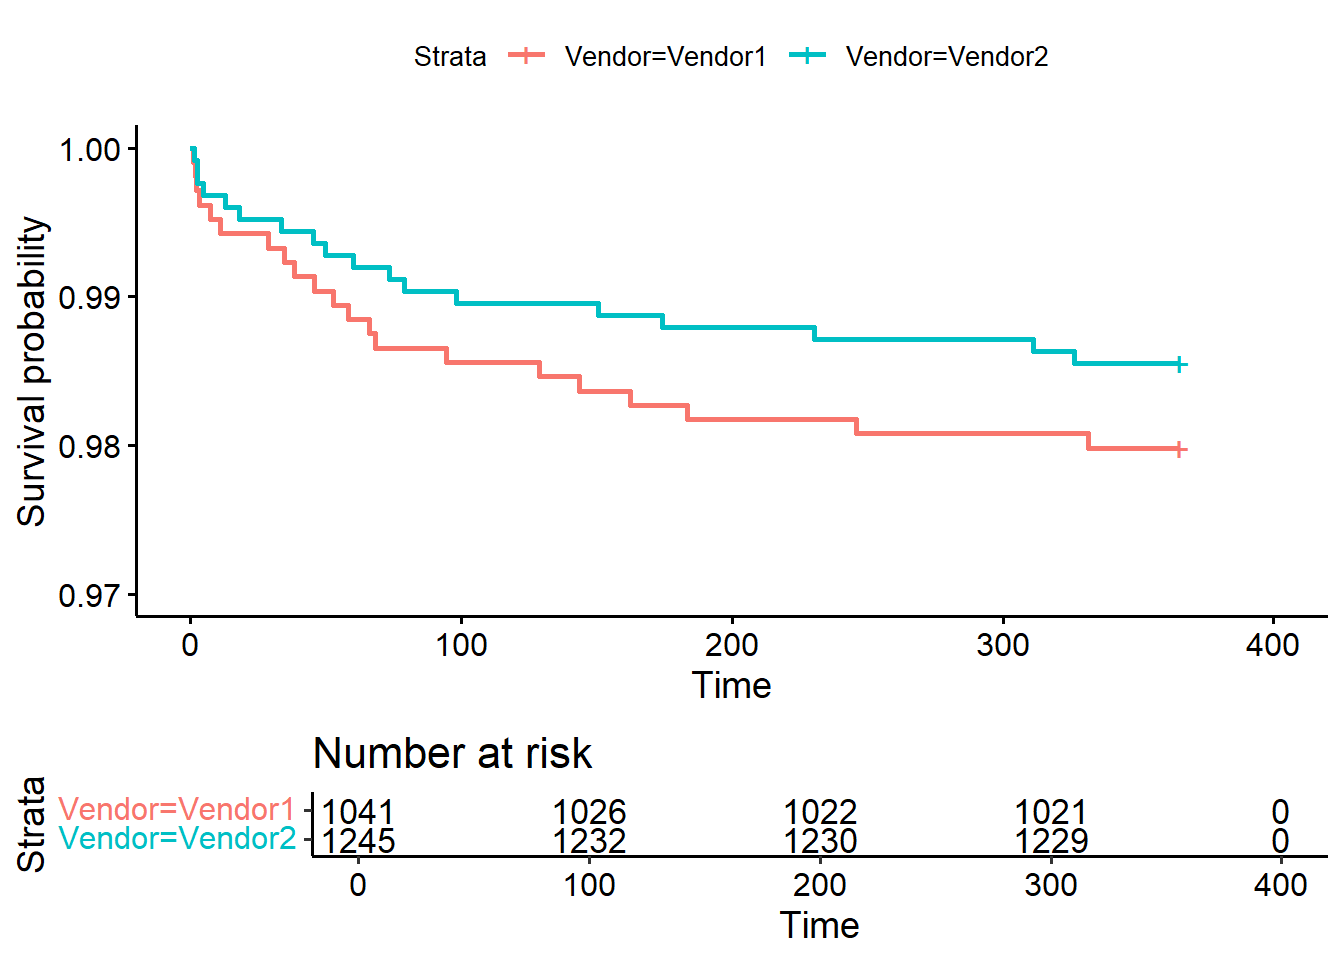 Strata Vendor=Vendor1 Vendor=Vendor2
1.00
0.99
0.98
0.97
Survival probability
0 100 200 300 400
Time
Number at risk
Strata
Vendor=Vendor1 1041 1026 1022 1021 0
Vendor=Vendor2 1245 1232 1230 1229 0
0 100 200 300 400
Time